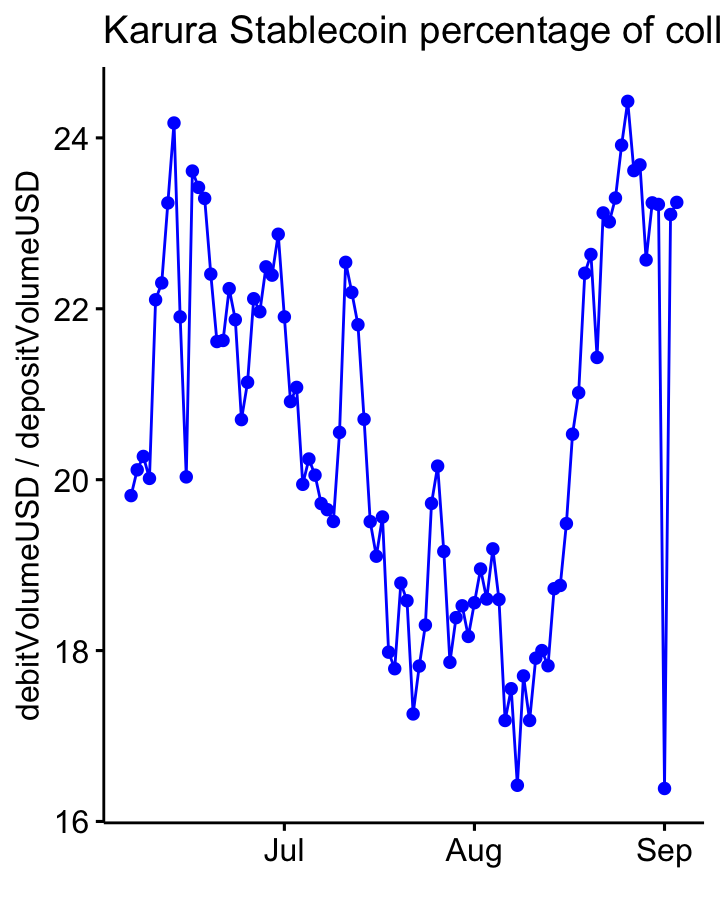 Karura Stablecoin percentage of coll
debitVolumeUSD / depositVolumeUSD
24
22
20
18
16
Jul
Aug
Sep